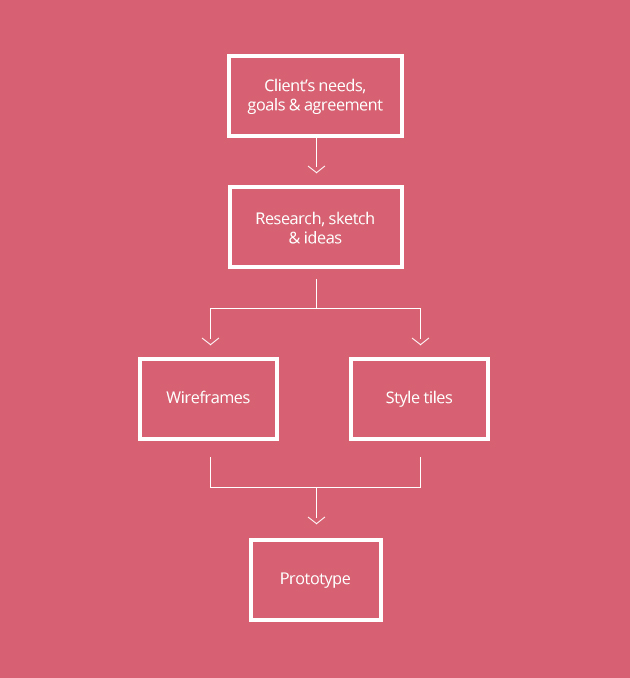 Client’s needs,
goals & agreement
Research, sketch
& ideas
Wireframes
Style tiles
Prototype